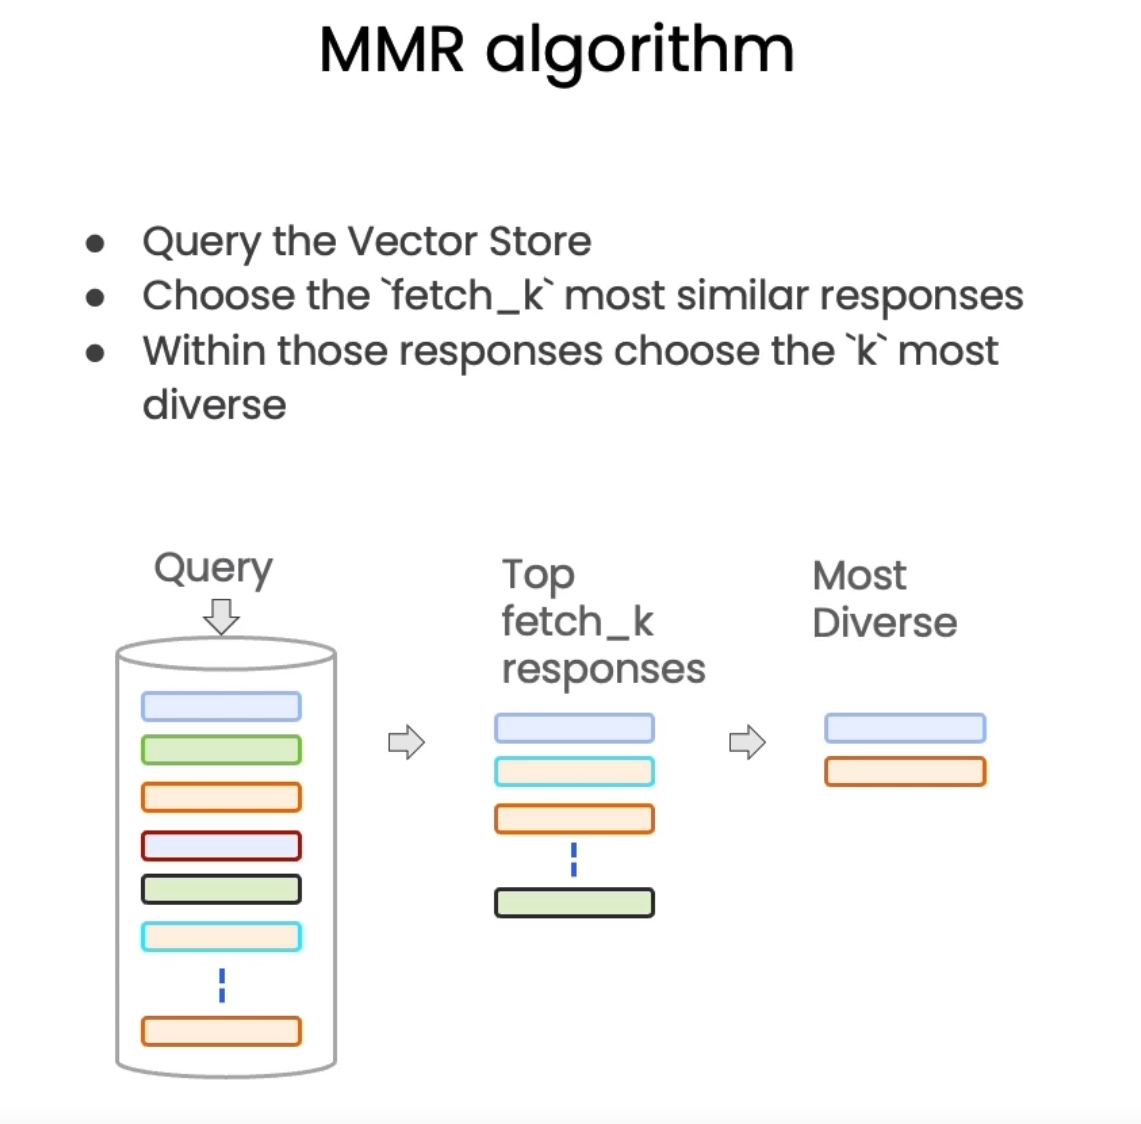 MMR algorithm
● Query the Vector Store
● Choose the `fetch_k` most similar responses
● Within those responses choose the `k` most
diverse
Query
Top
fetch_k
responses
Most
Diverse